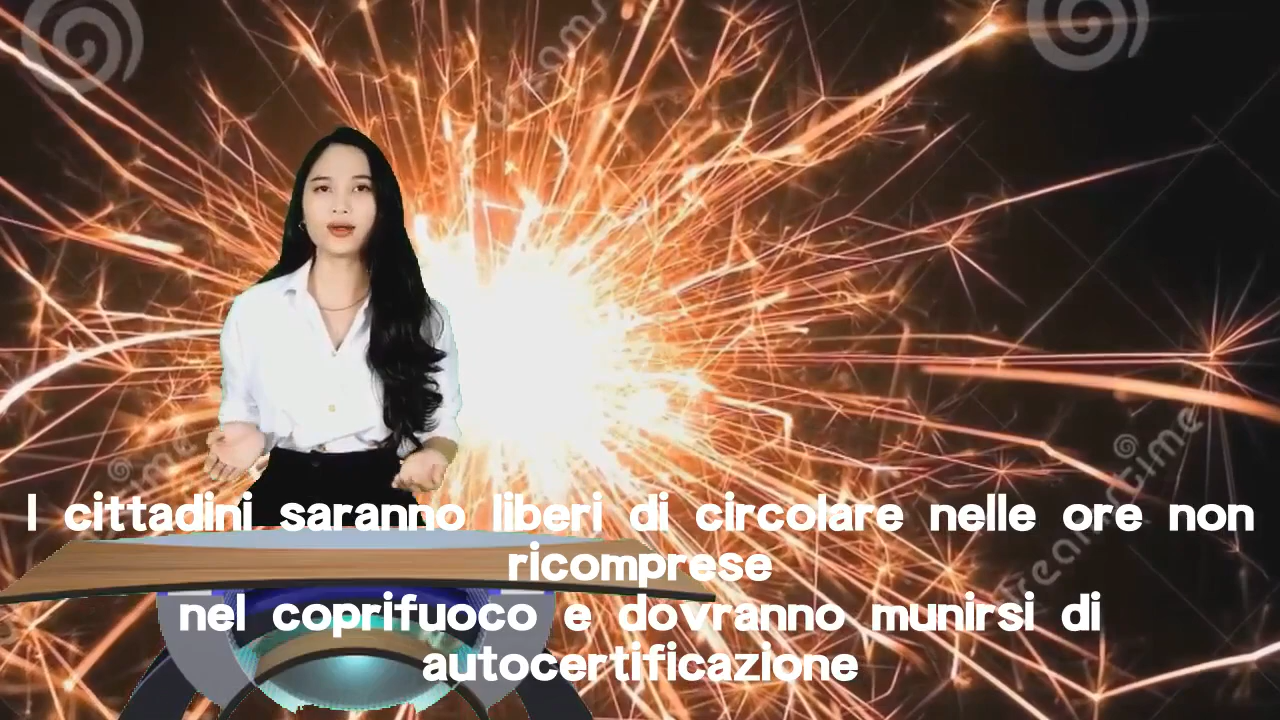 I cittadini saranno liberi di circolare nelle ore non
ricomprese
nel coprifuoco e dovranno munirsi di
autocertificazione